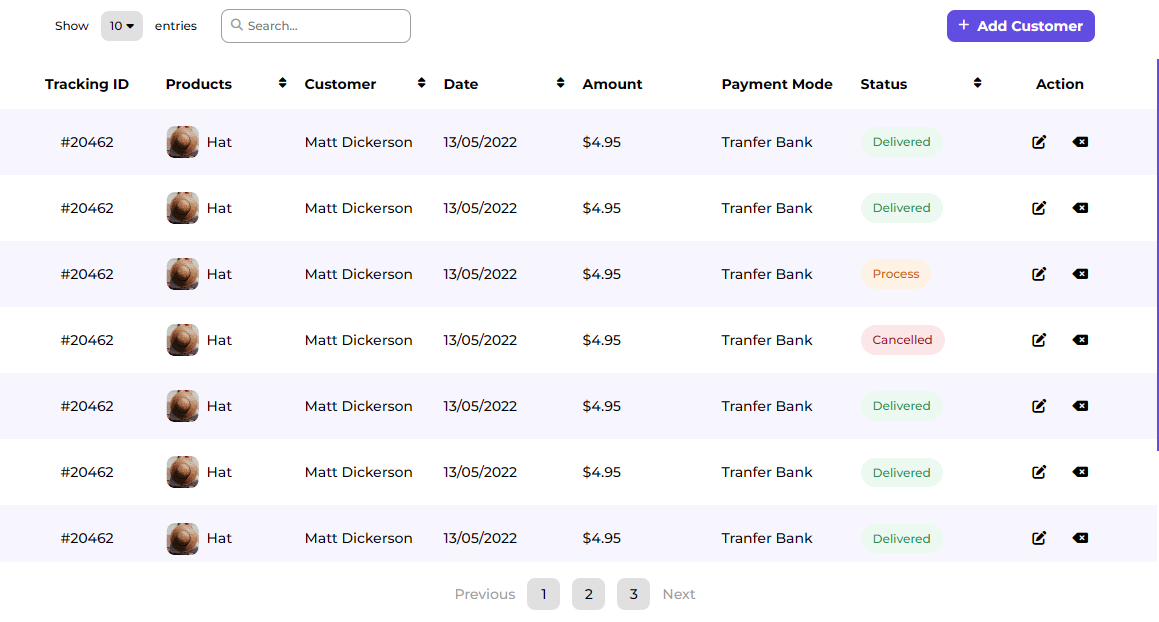 Show 10 entries Search... + Add Customer
Tracking ID Products Customer Date Amount Payment Mode Status Action
#20462 Hat Matt Dickerson 13/05/2022 $4.95 Tranfer Bank Delivered
#20462 Hat Matt Dickerson 13/05/2022 $4.95 Tranfer Bank Delivered
#20462 Hat Matt Dickerson 13/05/2022 $4.95 Tranfer Bank Process
#20462 Hat Matt Dickerson 13/05/2022 $4.95 Tranfer Bank Cancelled
#20462 Hat Matt Dickerson 13/05/2022 $4.95 Tranfer Bank Delivered
#20462 Hat Matt Dickerson 13/05/2022 $4.95 Tranfer Bank Delivered
#20462 Hat Matt Dickerson 13/05/2022 $4.95 Tranfer Bank Delivered
Previous 1 2 3 Next